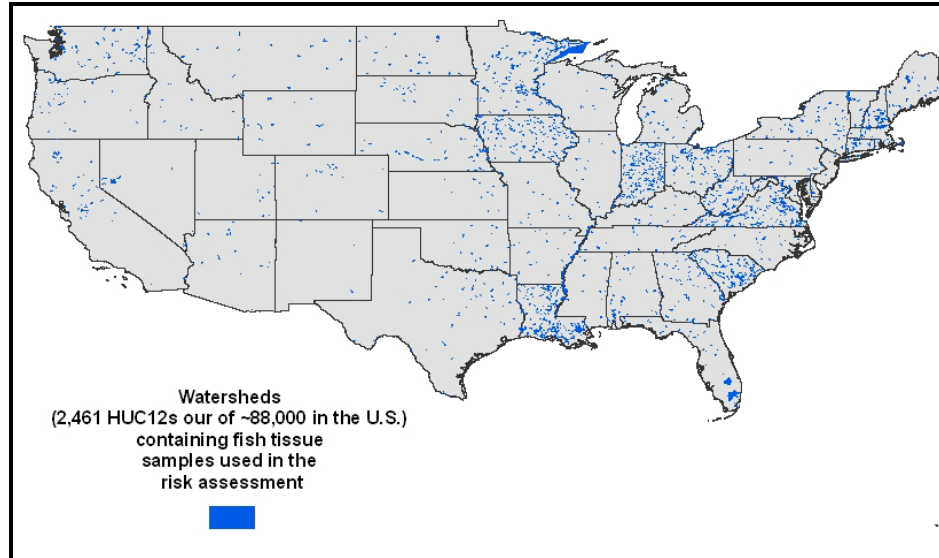 Watersheds
(2,461 HUC12s our of ~88,000 in the U.S.)
containing fish tissue
samples used in the
risk assessment